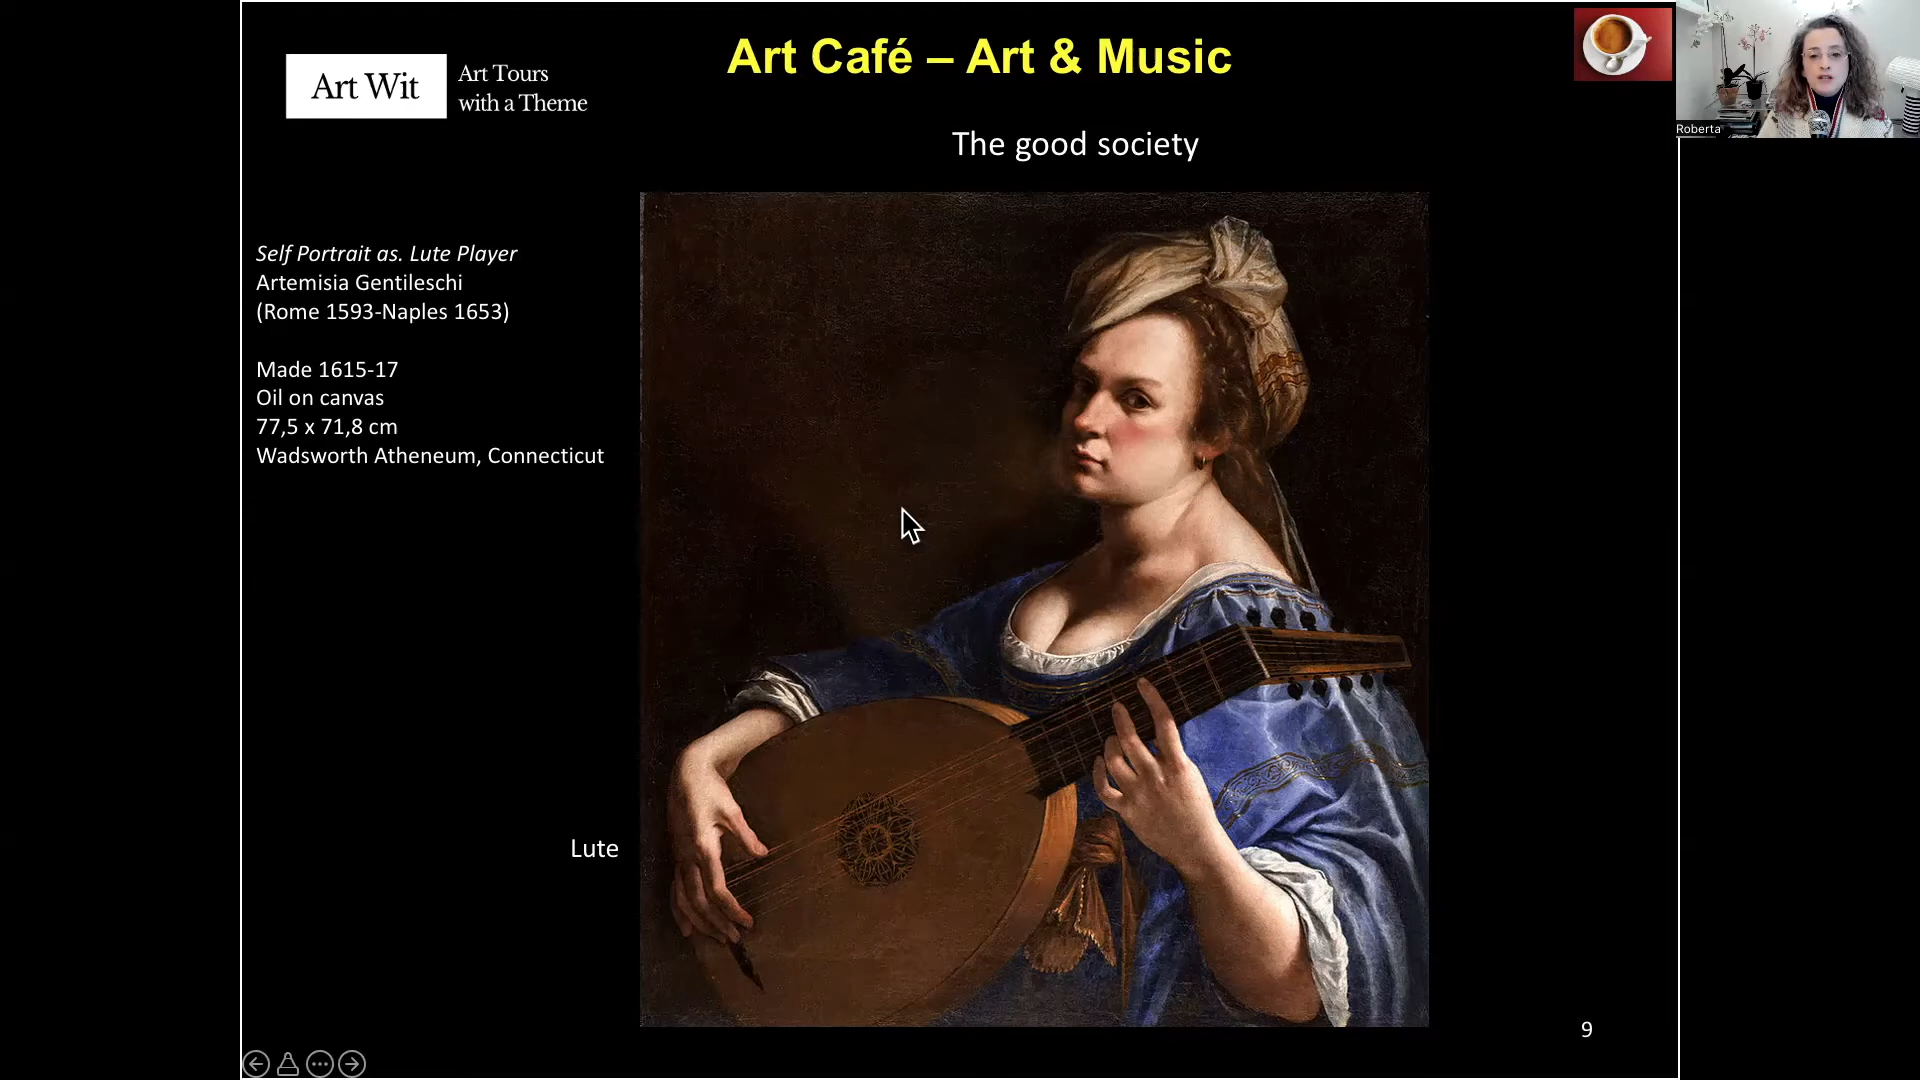 Art Wit
Art Tours
with a Theme
Art Café – Art & Music
Roberta
The good society
Self Portrait as. Lute Player
Artemisia Gentileschi
(Rome 1593-Naples 1653)
Made 1615-17
Oil on canvas
77,5 x 71,8 cm
Wadsworth Atheneum, Connecticut
Lute
9